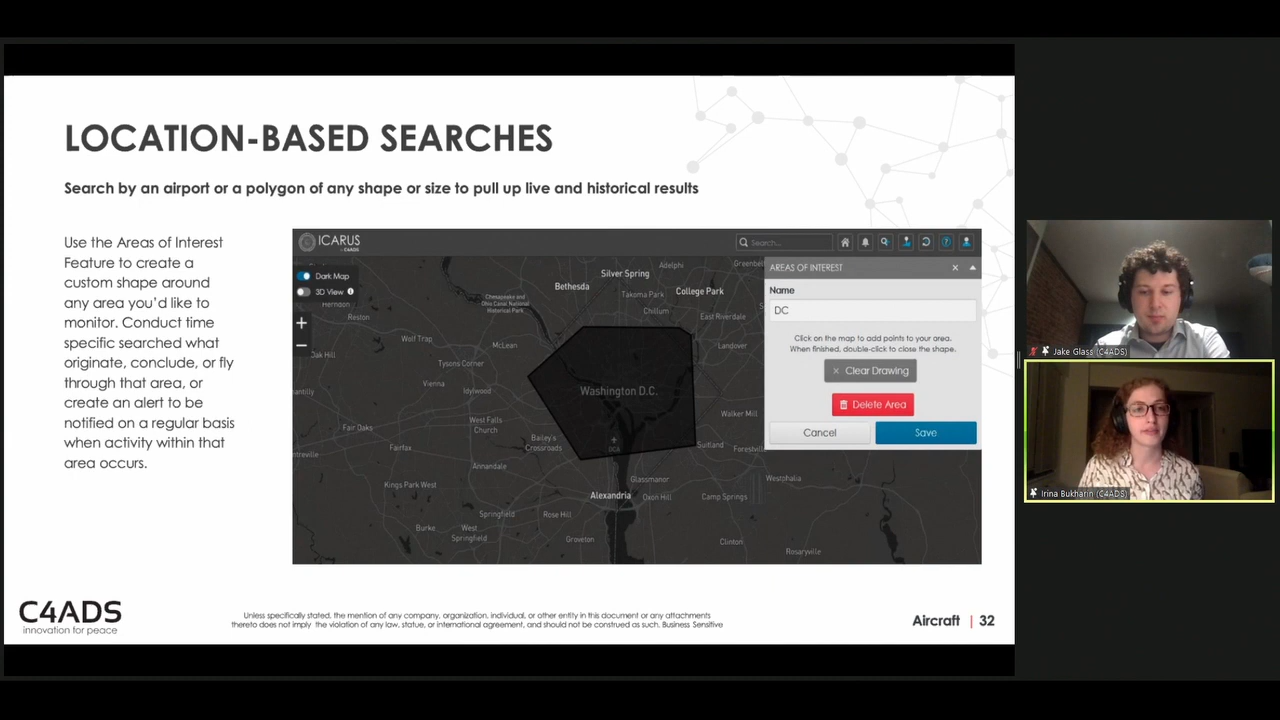 LOCATION-BASED SEARCHES
Search by an airport or a polygon of any shape or size to pull up live and historical results
Use the Areas of Interest
Feature to create a
custom shape around
any area you'd like to
monitor. Conduct time
specific searched what
originate, conclude, or fly
through that area, or
create an alert to be
notified on a regular basis
when activity within that
area occurs.
ICARUS
Search...
Dark Map
3D View
AREAS OF INTEREST
Name
DC
Click on the map to add points to your area.
When finished, double-click to close the shape.
Clear Drawing
Delete Area
Cancel
Save
Adelphi
Silver Spring
Bethesda
Takoma Park
College Park
Chesapeake and
Ohio Canal National
Historical Park
Chillum
Herndon
Reston
East Riverdale
Wolf Trap
McLean
Landover
Oak Hill
Tysons Corner
Vienna
Idylwood
Washington D.C.
Walker Mill
West Falls
Church
Fair Oaks
Bailey's
Crossroads
Fairfax
DCA
Suitland
Annandale
Glassmanor
Westphalia
Kings Park West
Alexandria
Oxon Hill
Camp Springs
Springfield
Rose Hill
Burke
West
Springfield
Groveton
Clinton
Rosaryville
C4ADS
innovation for peace
Unless specifically stated, the mention of any company, organization, individual, or other entity in this document or any attachments
thereto does not imply the violation of any law, statue, or international agreement, and should not be construed as such. Business Sensitive
Aircraft | 32
Jake Glass (C4ADS)
Irina Bukharin (C4ADS)